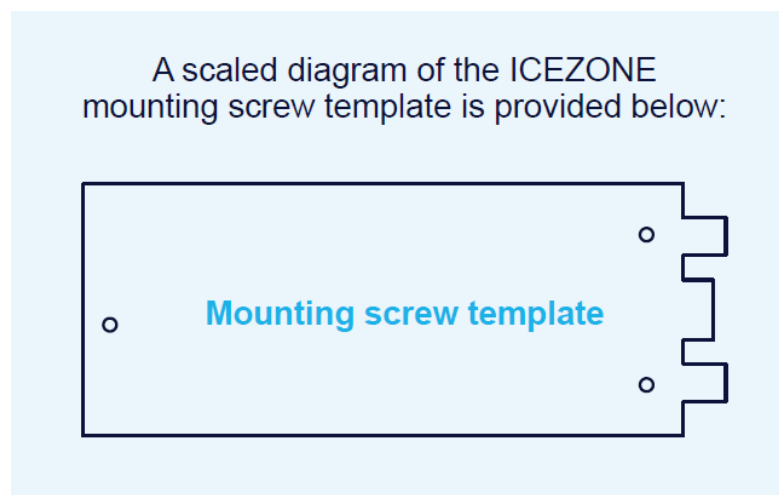 A scaled diagram of the ICEZONE
mounting screw template is provided below:
Mounting screw template